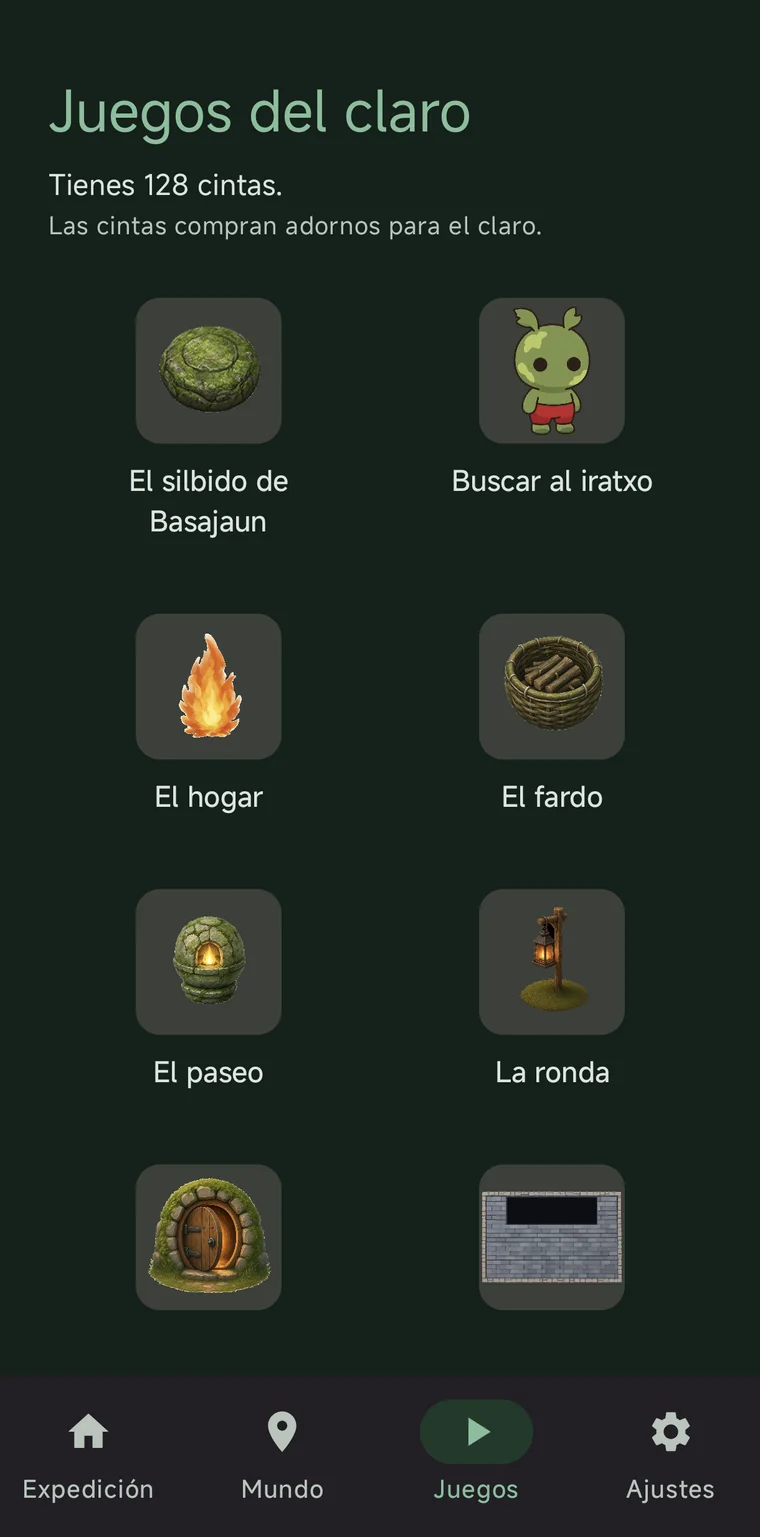 Juegos del claro
Tienes 128 cintas.
Las cintas compran adornos para el claro.
El silbido de
Basajaun
Buscar al iratxo
El hogar
El fardo
El paseo
La ronda
Expedición
Mundo
Juegos
Ajustes